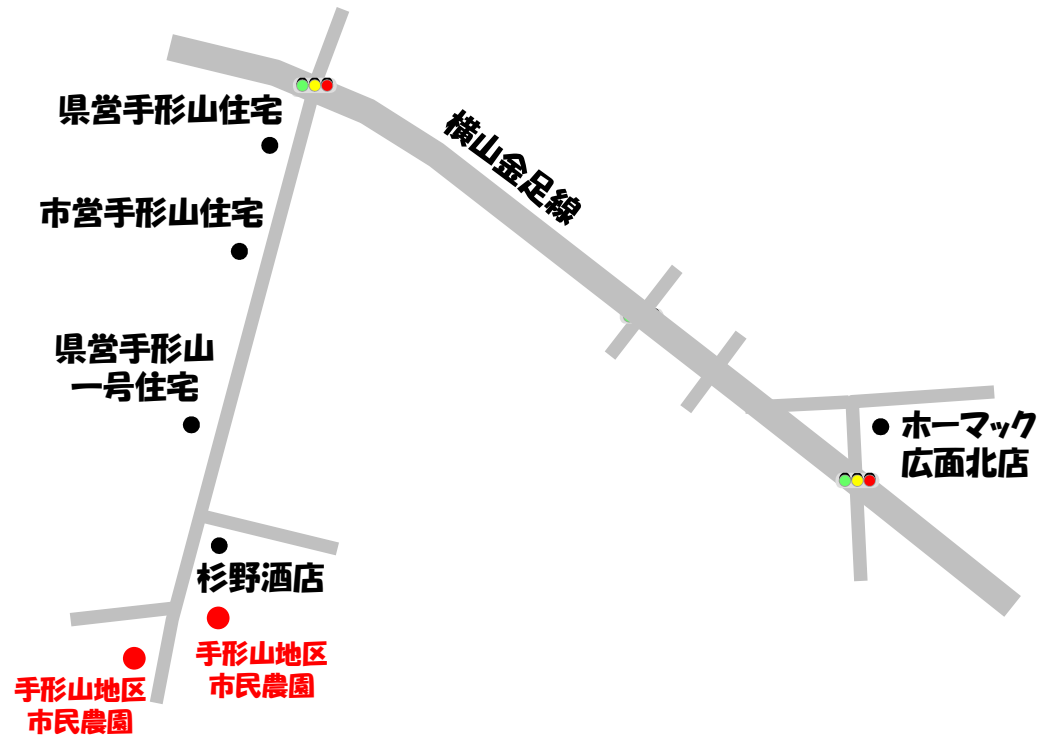 県営手形山住宅
横山金足線
市営手形山住宅
県営手形山
一号住宅
ホーマック
広面北店
杉野酒店
手形山地区
市民農園
手形山地区
市民農園